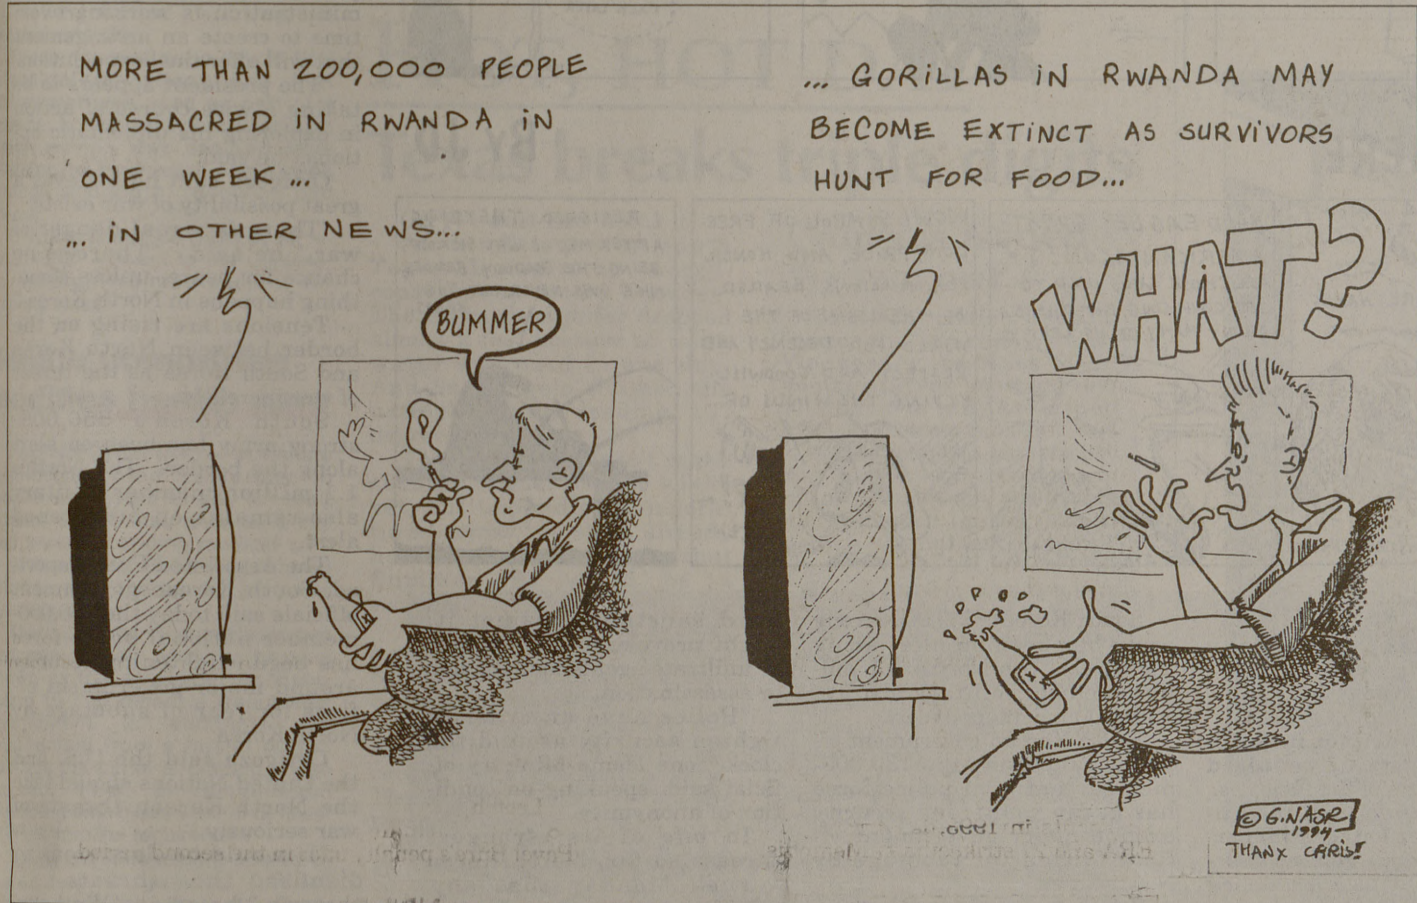 MORE THAN 200,000 PEOPLE
MASSACRED IN RWANDA IN
ONE WEEK...
... IN OTHER NEWS...
BUMMER
... GORILLAS IN RWANDA MAY
BECOME EXTINCT AS SURVIVORS
HUNT FOR FOOD...
WHAT?
© G. NASR
1994
THANX CARIS!